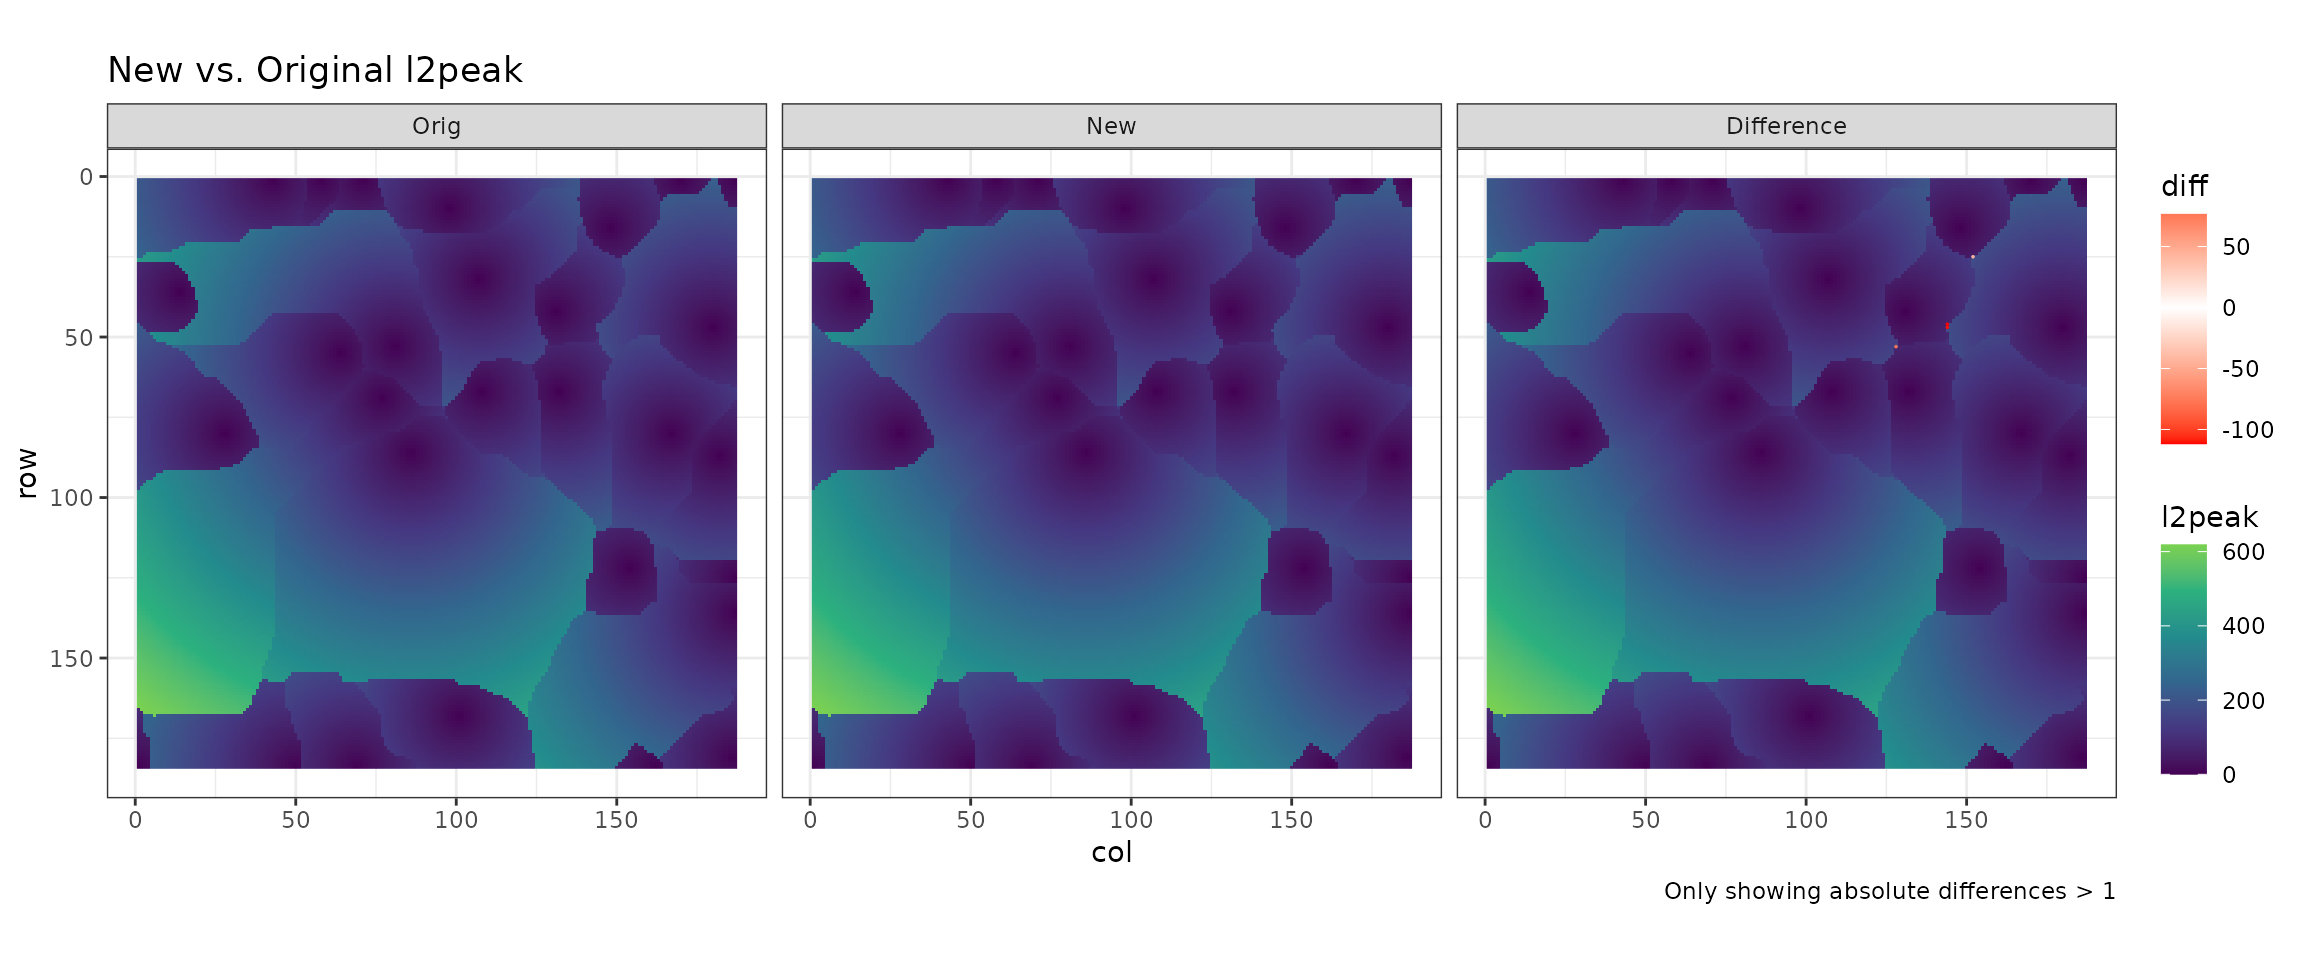 New vs. Original l2peak
Orig New Difference
0
50
100
150
row
0 50 100 150 0 50 100 150 0 50 100 150
col
Only showing absolute differences > 1
diff
50
0
-50
-100
l2peak
600
400
200
0